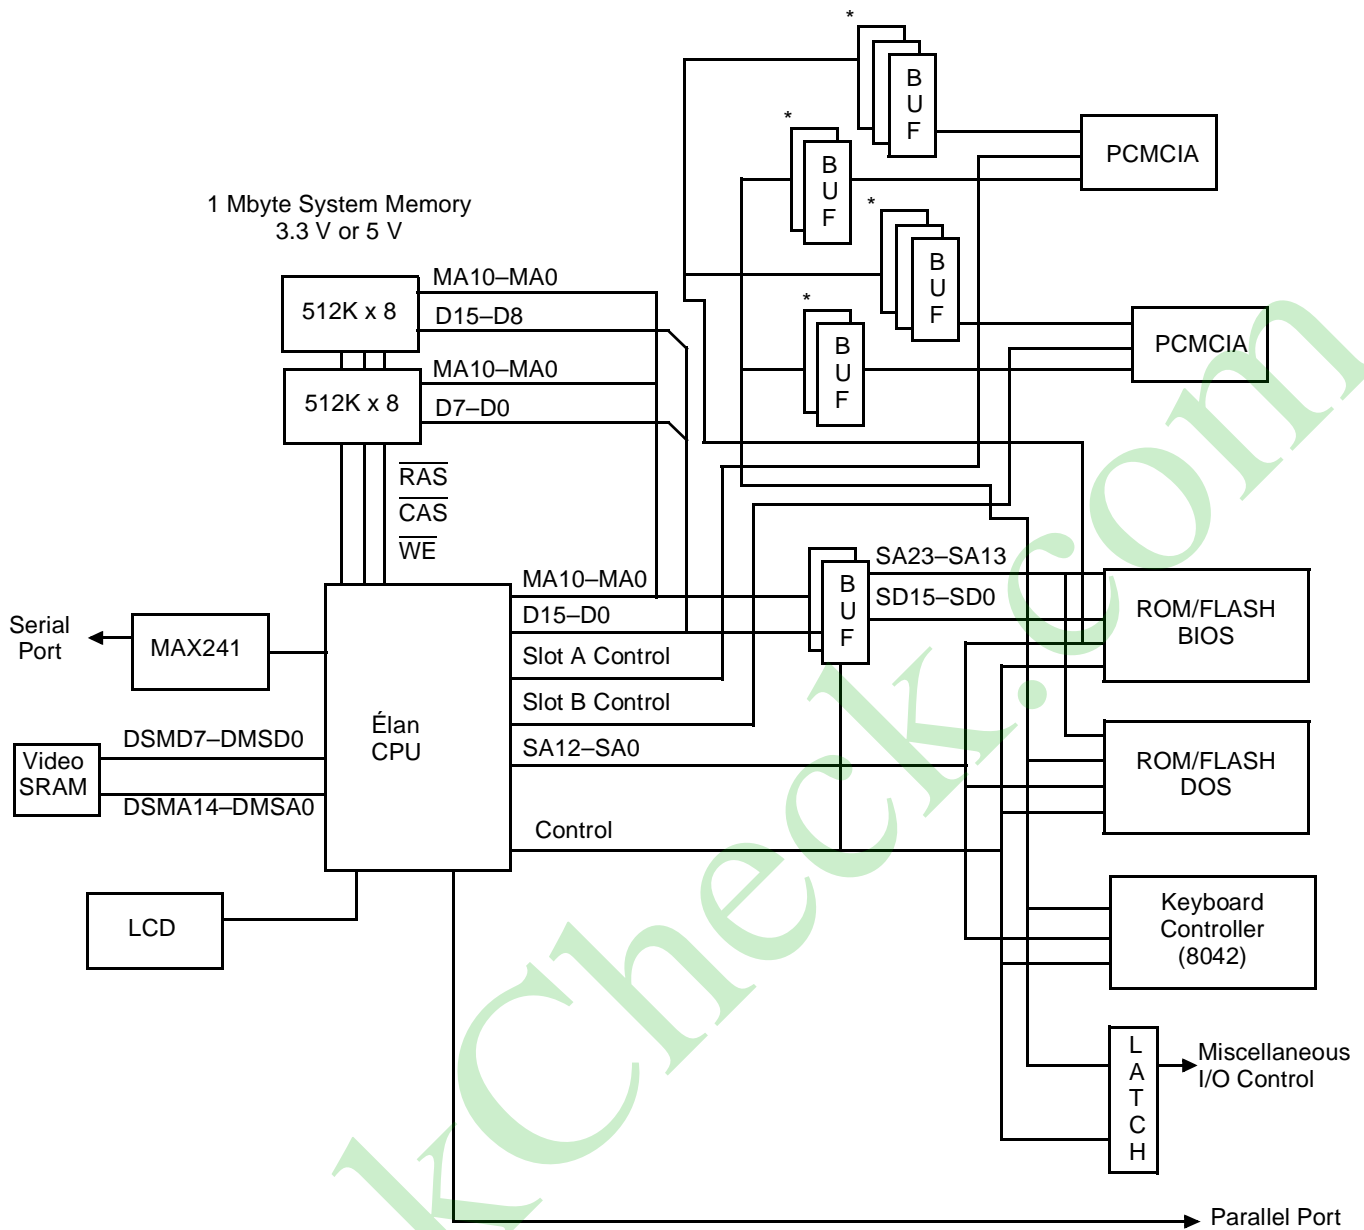 *
B
U
F
PCMCIA
*
B
U
F
1 Mbyte System Memory
3.3 V or 5 V
*
B
U
F
MA10–MA0
512K x 8
D15–D8
*
B
U
F
PCMCIA
MA10–MA0
512K x 8
D7–D0
RAS
CAS
WE
MA10–MA0
D15–D0
B
U
F
SA23–SA13
SD15–SD0
ROM/FLASH
BIOS
Serial
Port
MAX241
Slot A Control
Slot B Control
Élan
CPU
SA12–SA0
DSMD7–DMSD0
Video
SRAM
DSMA14–DMSA0
ROM/FLASH
DOS
Control
LCD
Keyboard
Controller
(8042)
L
A
T
C
H
Miscellaneous
I/O Control
Parallel Port
kCheck.com